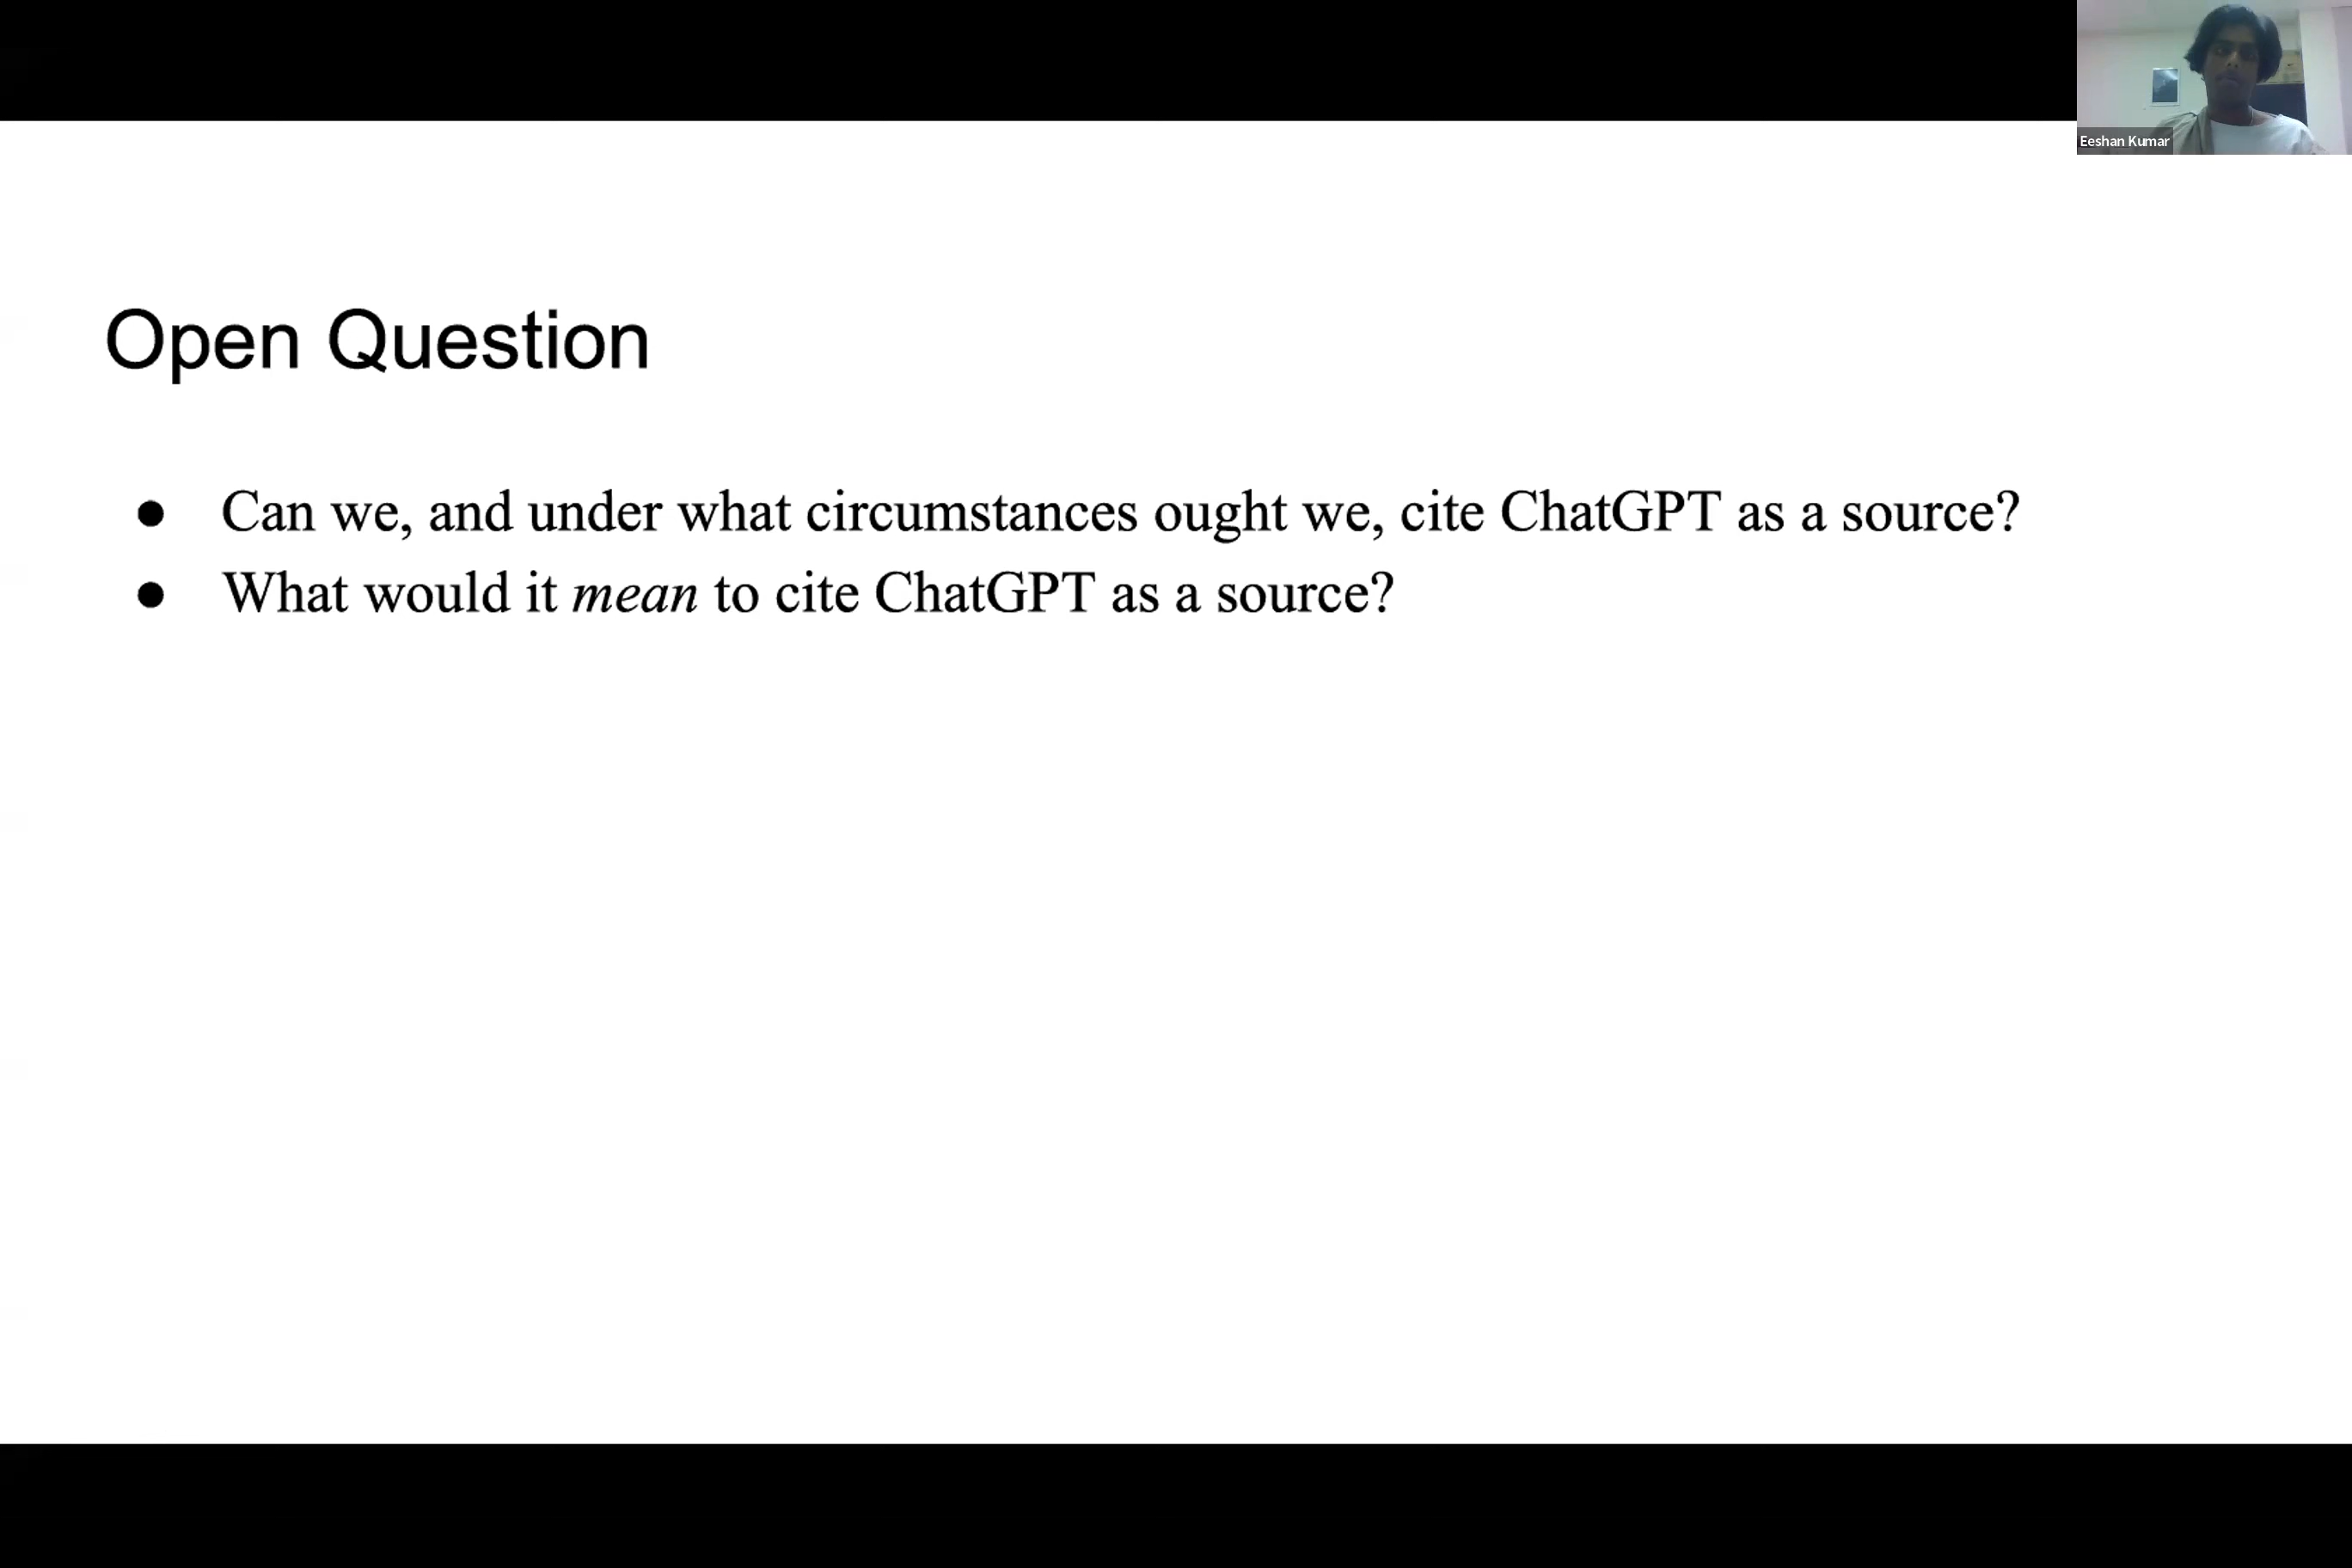 Eeshan Kumar
Open Question
● Can we, and under what circumstances ought we, cite ChatGPT as a source?
● What would it mean to cite ChatGPT as a source?